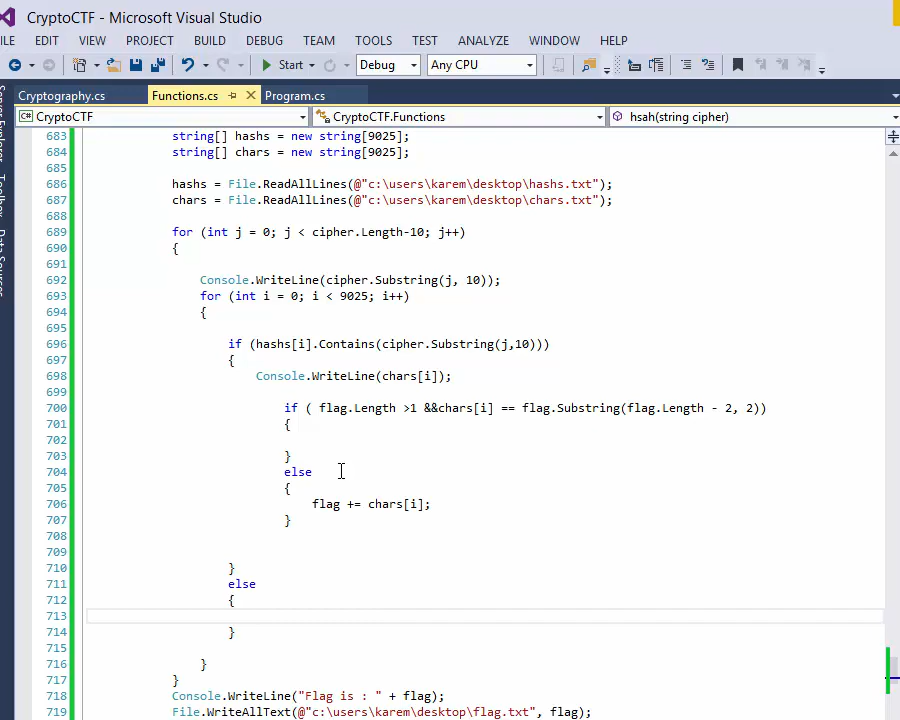 CryptoCTF - Microsoft Visual Studio
ILE EDIT VIEW PROJECT BUILD DEBUG TEAM TOOLS TEST ANALYZE WINDOW HELP
Start Debug Any CPU
Cryptography.cs Functions.cs Program.cs
CryptoCTF CryptoCTF.Functions hsah(string cipher)
Server Explorer Toolbox Data Sources
683 string[] hashs = new string[9025];
684 string[] chars = new string[9025];
685
686 hashs = File.ReadAllLines(@"c:\users\karem\desktop\hashs.txt");
687 chars = File.ReadAllLines(@"c:\users\karem\desktop\chars.txt");
688
689 for (int j = 0; j < cipher.Length-10; j++)
690 {
691
692 Console.WriteLine(cipher.Substring(j, 10));
693 for (int i = 0; i < 9025; i++)
694 {
695
696 if (hashs[i].Contains(cipher.Substring(j,10)))
697 {
698 Console.WriteLine(chars[i]);
699
700 if ( flag.Length >1 &&chars[i] == flag.Substring(flag.Length - 2, 2))
701 {
702
703 }
704 else
705 {
706 flag += chars[i];
707 }
708
709
710 }
711 else
712 {
713
714 }
715
716 }
717 }
718 Console.WriteLine("Flag is : " + flag);
719 File.WriteAllText(@"c:\users\karem\desktop\flag.txt", flag);